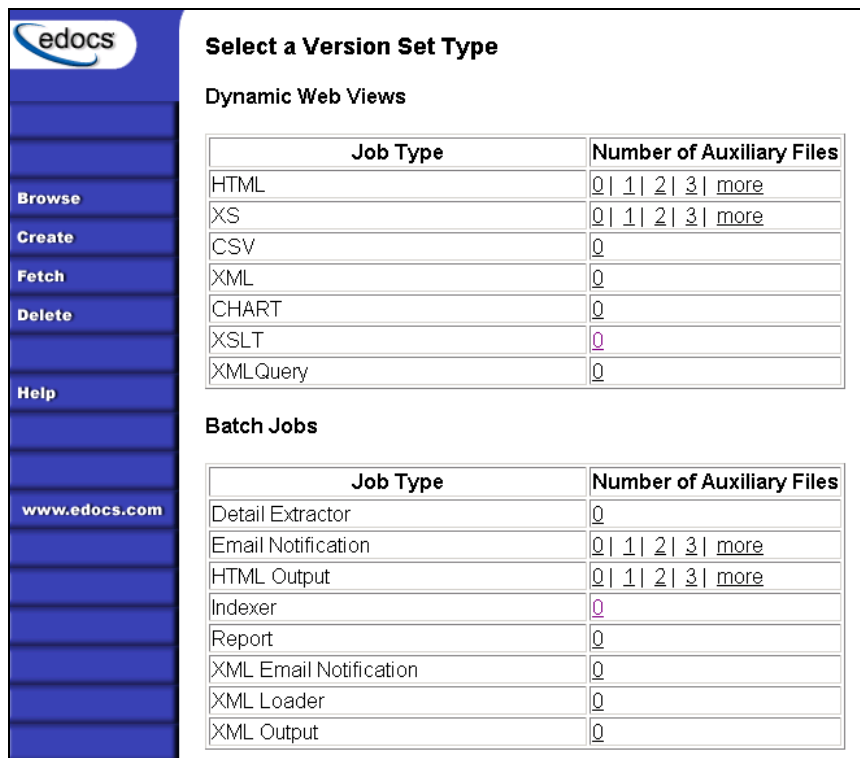 edocs
Browse
Create
Fetch
Delete
Help
www.edocs.com
Select a Version Set Type
Dynamic Web Views
Job Type Number of Auxiliary Files
HTML 0| 1| 2| 3| more
XS 0| 1| 2| 3| more
CSV 0
XML 0
CHART 0
XSLT 0
XMLQuery 0
Batch Jobs
Job Type Number of Auxiliary Files
Detail Extractor 0
Email Notification 0| 1| 2| 3| more
HTML Output 0| 1| 2| 3| more
Indexer 0
Report 0
XML Email Notification 0
XML Loader 0
XML Output 0